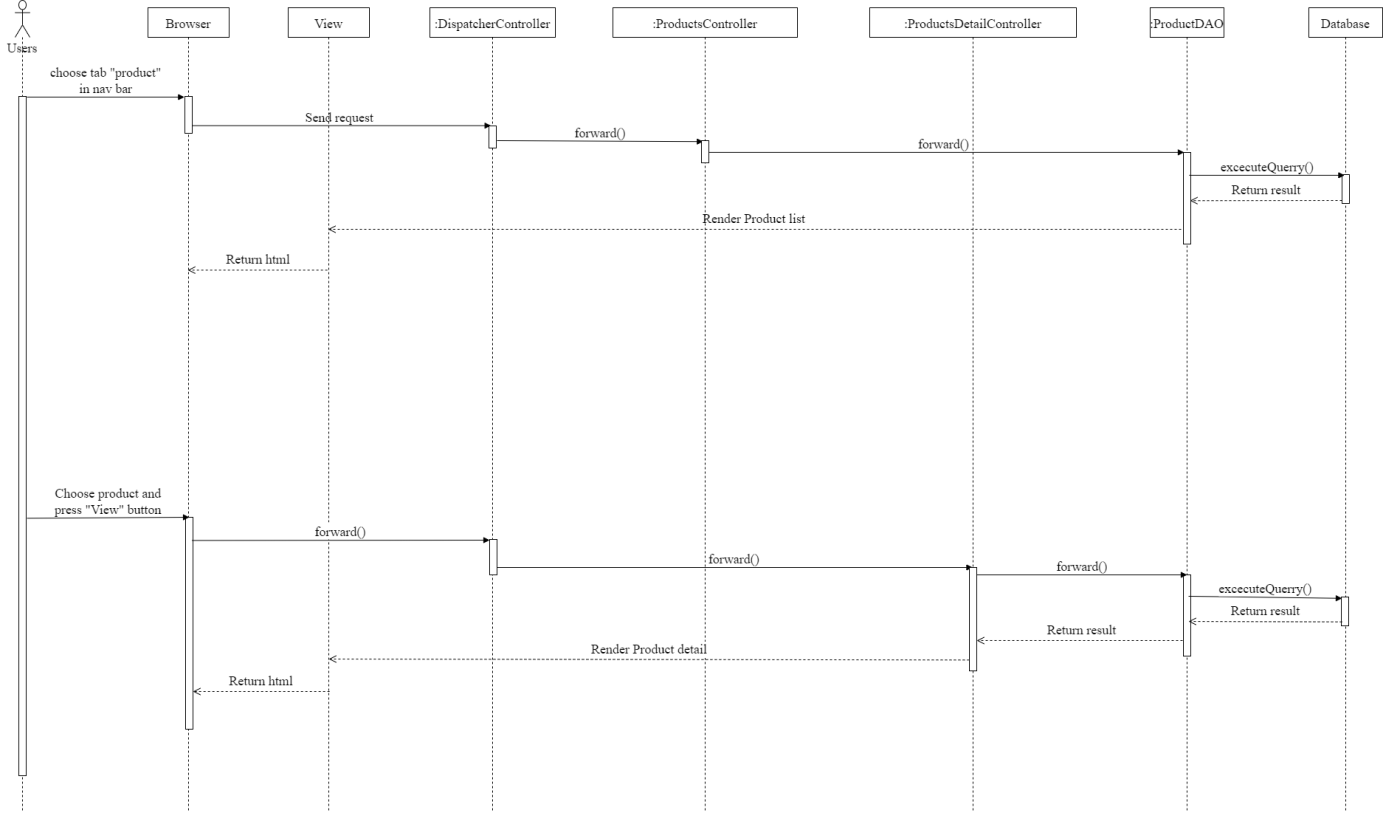 Users
Browser
View
:DispatcherController
:ProductsController
:ProductsDetailController
:ProductDAO
Database
choose tab "product"
in nav bar
Send request
forward()
forward()
excecuteQuerry()
Return result
Render Product list
Return html
Choose product and
press "View" button
forward()
forward()
forward()
excecuteQuerry()
Return result
Return result
Render Product detail
Return html